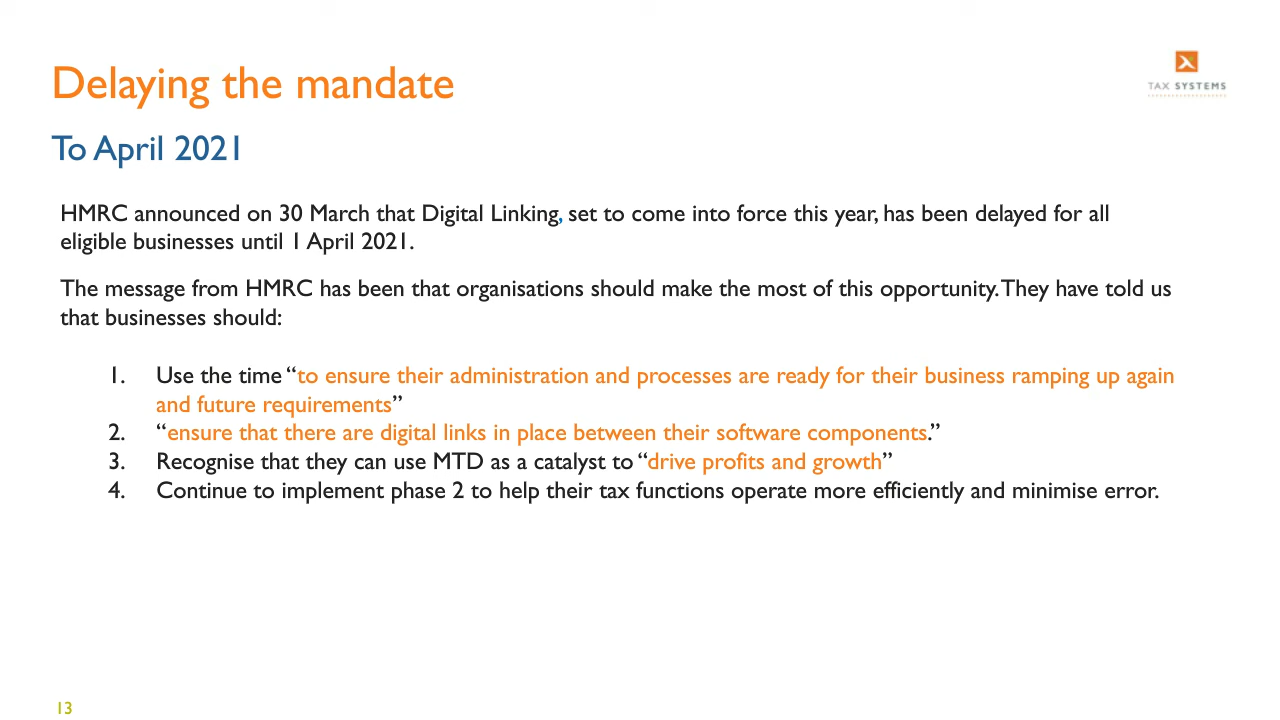 Delaying the mandate
TAX SYSTEMS
To April 2021
HMRC announced on 30 March that Digital Linking, set to come into force this year, has been delayed for all
eligible businesses until 1 April 2021.
The message from HMRC has been that organisations should make the most of this opportunity. They have told us
that businesses should:
1. Use the time “to ensure their administration and processes are ready for their business ramping up again
and future requirements”
2. “ensure that there are digital links in place between their software components.”
3. Recognise that they can use MTD as a catalyst to “drive profits and growth”
4. Continue to implement phase 2 to help their tax functions operate more efficiently and minimise error.
13